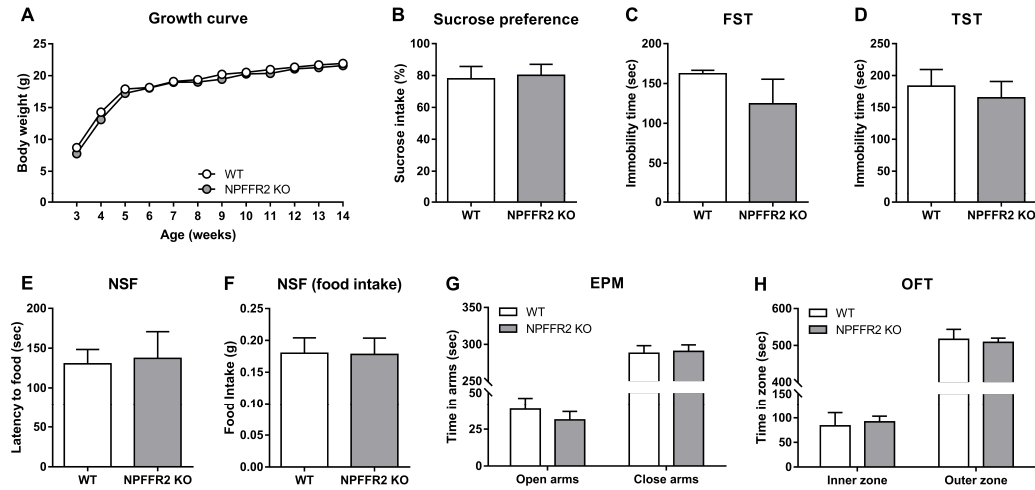 A Growth curve
Body weight (g)
25
20
15
10
5
0
WT
NPFFR2 KO
3 4 5 6 7 8 9 10 11 12 13 14
Age (weeks)
B Sucrose preference
Sucrose intake (%)
100
80
60
40
20
0
WT NPFFR2 KO
C FST
Immobility time (sec)
200
150
100
50
0
WT NPFFR2 KO
D TST
Immobility time (sec)
250
200
150
100
50
0
WT NPFFR2 KO
E NSF
Latency to food (sec)
200
150
100
50
0
WT NPFFR2 KO
F NSF (food intake)
Food Intake (g)
0.25
0.20
0.15
0.10
0.05
0.00
WT NPFFR2 KO
G EPM
Time in arms (sec)
350
300
250
50
25
0
WT
NPFFR2 KO
Open arms Close arms
H OFT
Time in zone (sec)
600
500
400
150
100
50
0
WT
NPFFR2 KO
Inner zone Outer zone